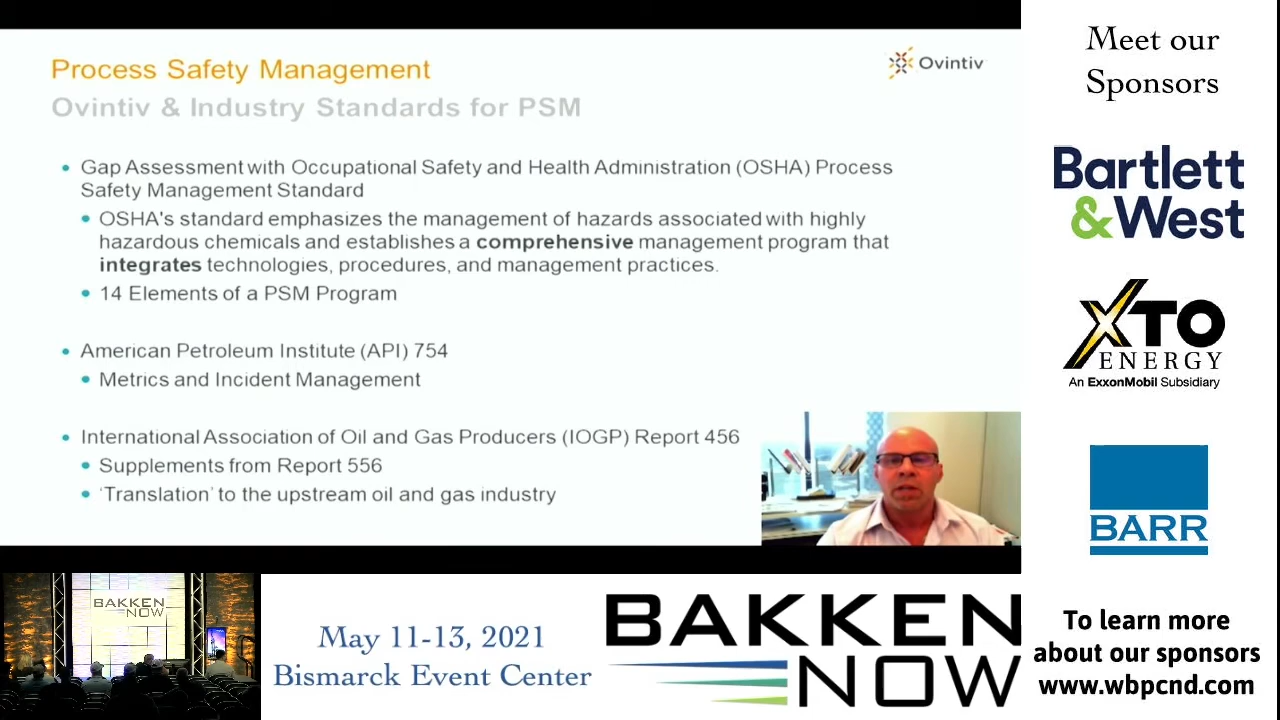 Process Safety Management
Ovintiv & Industry Standards for PSM
Ovintiv
• Gap Assessment with Occupational Safety and Health Administration (OSHA) Process
Safety Management Standard
• OSHA's standard emphasizes the management of hazards associated with highly
hazardous chemicals and establishes a comprehensive management program that
integrates technologies, procedures, and management practices.
• 14 Elements of a PSM Program
• American Petroleum Institute (API) 754
• Metrics and Incident Management
• International Association of Oil and Gas Producers (IOGP) Report 456
• Supplements from Report 556
• 'Translation' to the upstream oil and gas industry
Meet our
Sponsors
Bartlett
&West
XTO
ENERGY
An ExxonMobil Subsidiary
BARR
To learn more
about our sponsors
www.wbpcnd.com
BAKKEN
NOW
May 11-13, 2021
Bismarck Event Center
BAKKEN
NOW